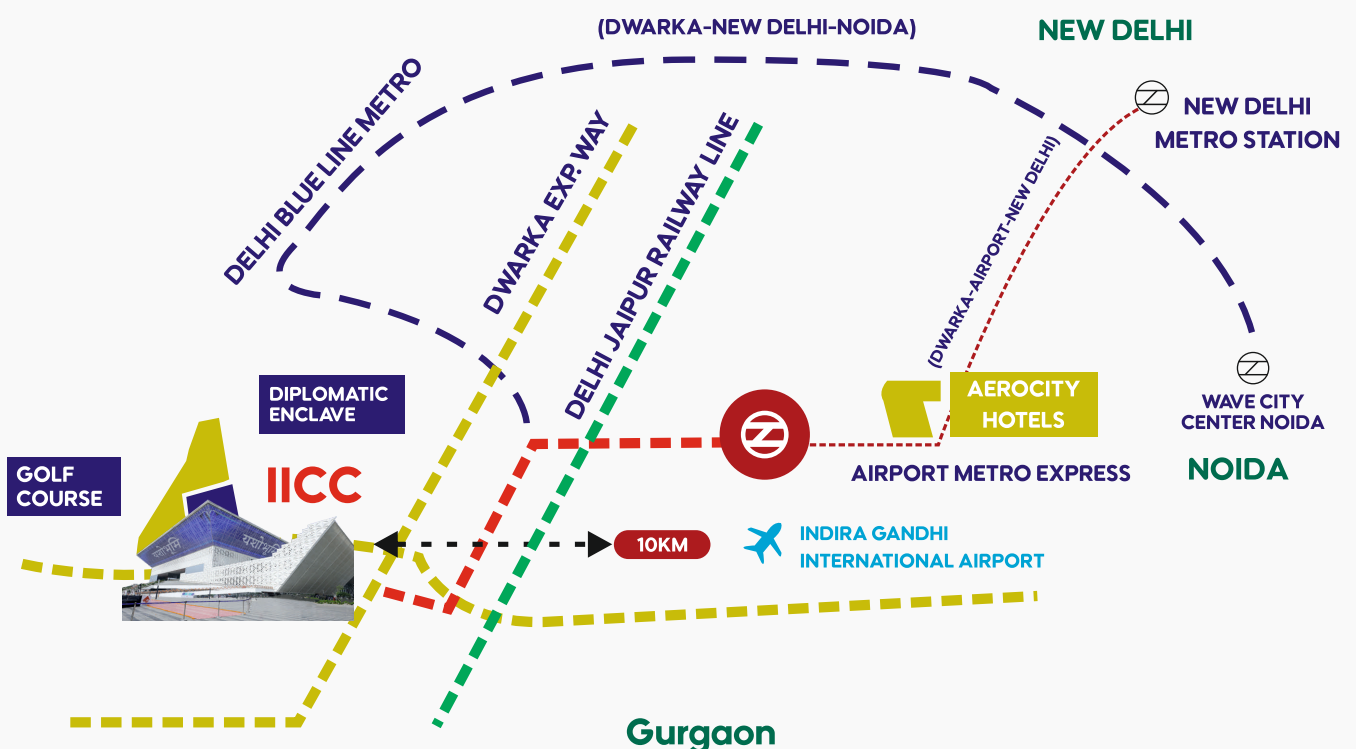 (DWARKA-NEW DELHI-NOIDA)
NEW DELHI
DELHI BLUE LINE METRO
DWARKA EXP. WAY
DELHI JAIPUR RAILWAY LINE
(DWARKA-AIRPORT-NEW DELHI)
NEW DELHI
METRO STATION
DIPLOMATIC
ENCLAVE
AEROCITY
HOTELS
WAVE CITY
CENTER NOIDA
GOLF
COURSE
IICC
AIRPORT METRO EXPRESS
NOIDA
यशोभूमि
यशोभूमि
10KM
INDIRA GANDHI
INTERNATIONAL AIRPORT
Gurgaon